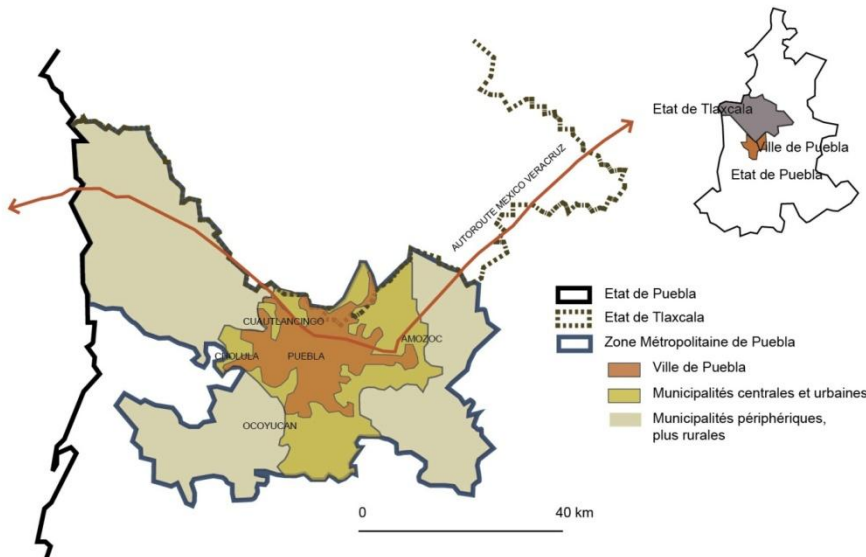 Etat de Tlaxcala
Ville de Puebla
Etat de Puebla
AUTOROUTE MEXICO VERACRUZ
CUAUTLANCINGO
CHOLULA
PUEBLA
AMOZOC
OCOYUCAN
Etat de Puebla
Etat de Tlaxcala
Zone Métropolitaine de Puebla
Ville de Puebla
Municipalités centrales et urbaines
Municipalités périphériques,
plus rurales
0 40 km